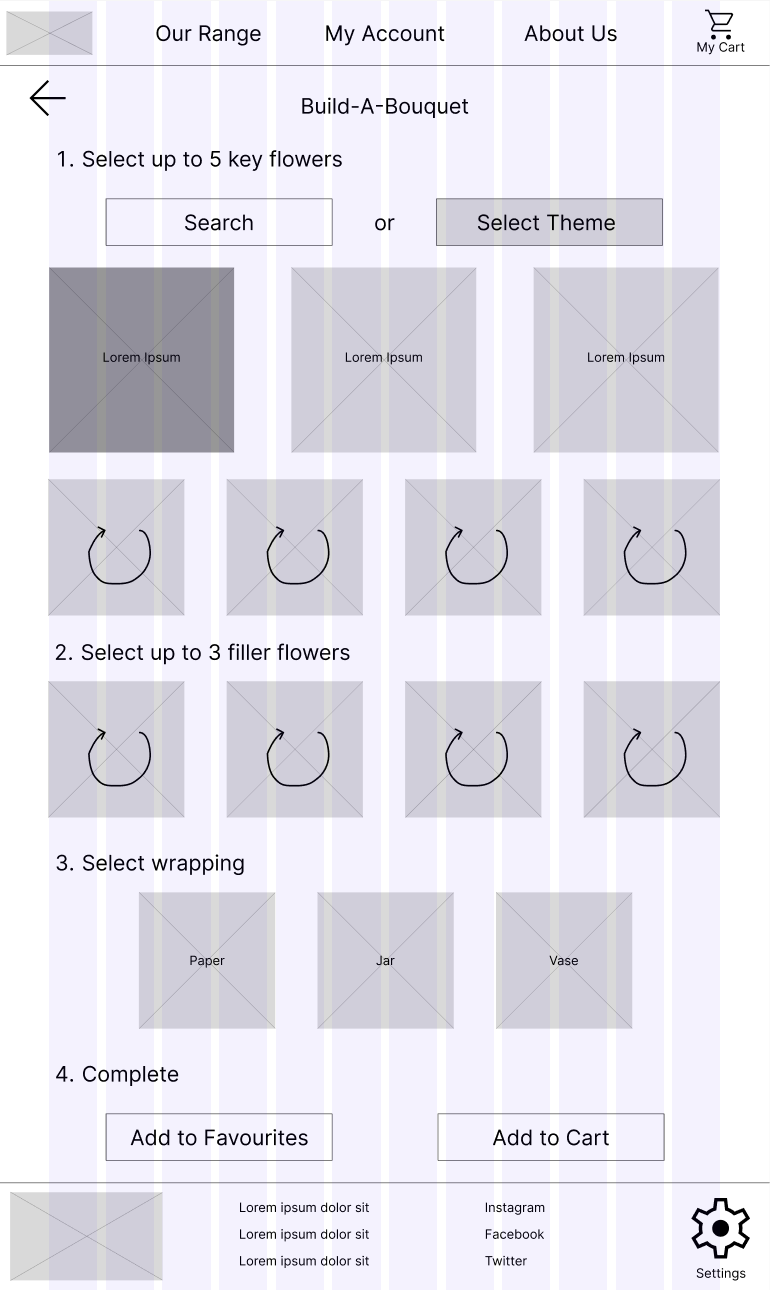 Our Range
My Account
About Us
My Cart
Build-A-Bouquet
1. Select up to 5 key flowers
Search
or
Select Theme
Lorem Ipsum
Lorem Ipsum
Lorem Ipsum
2. Select up to 3 filler flowers
3. Select wrapping
Paper
Jar
Vase
4. Complete
Add to Favourites
Add to Cart
Lorem ipsum dolor sit
Lorem ipsum dolor sit
Lorem ipsum dolor sit
Instagram
Facebook
Twitter
Settings